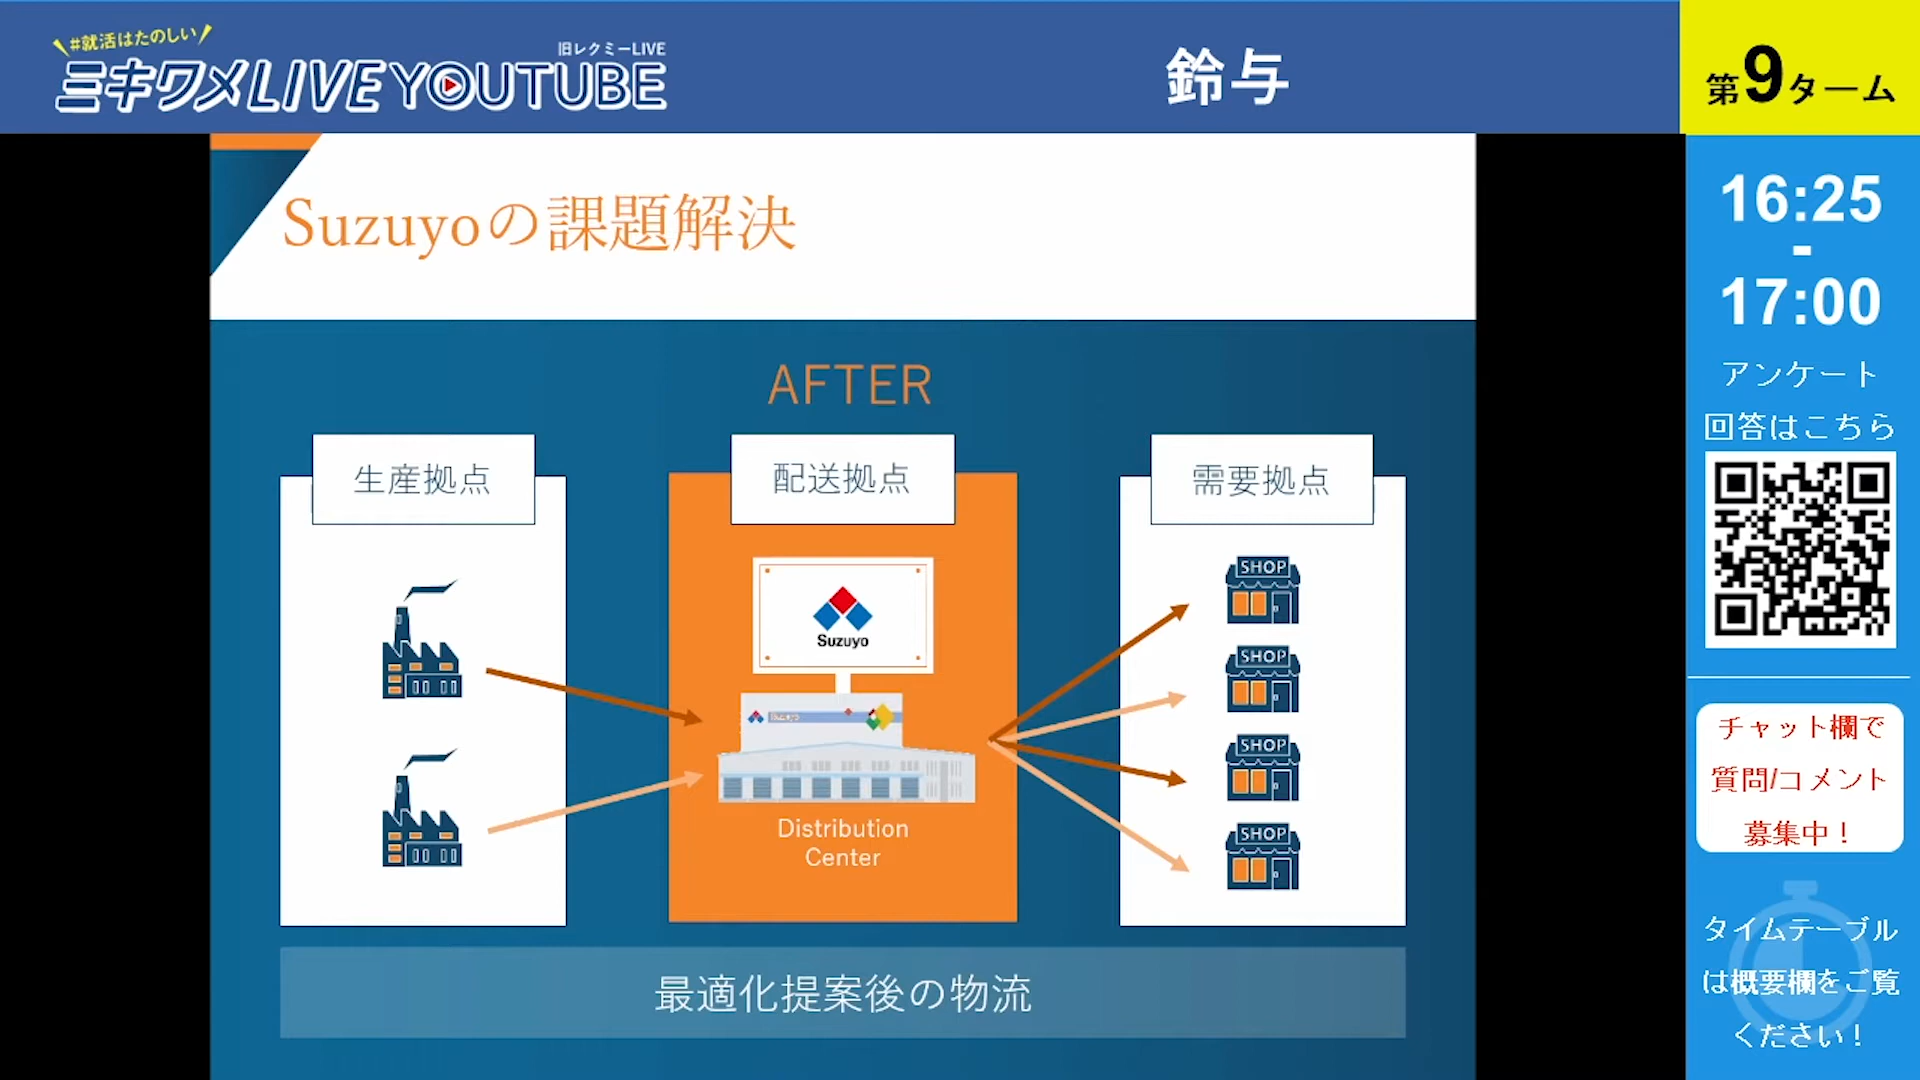 #就活はたのしい
旧レクミーLIVE
ミキワメLIVE YOUTUBE
鈴与
第9ターム
Suzuyoの課題解決
AFTER
生産拠点
配送拠点
需要拠点
Suzuyo
Suzuyo
Distribution
Center
SHOP
SHOP
SHOP
SHOP
最適化提案後の物流
16:25
-
17:00
アンケート
回答はこちら
チャット欄で
質問/コメント
募集中！
タイムテーブル
は概要欄をご覧
ください！